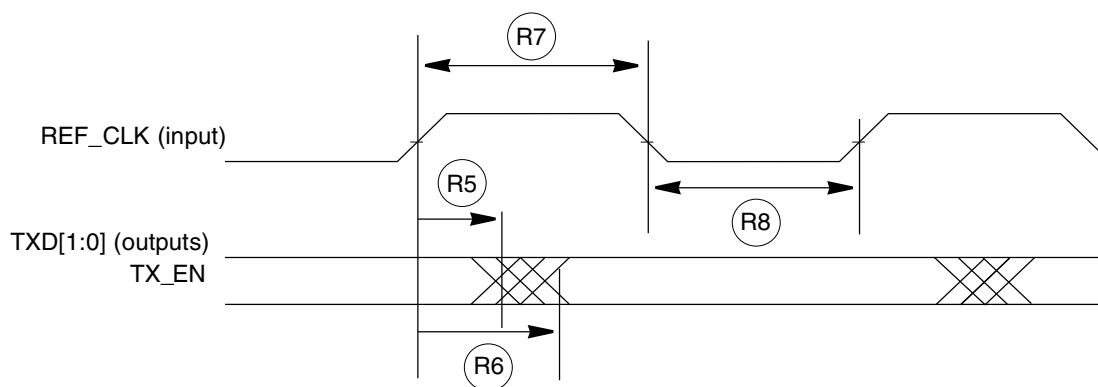 R7
REF_CLK (input)
R5
R8
TXD[1:0] (outputs)
TX_EN
R6